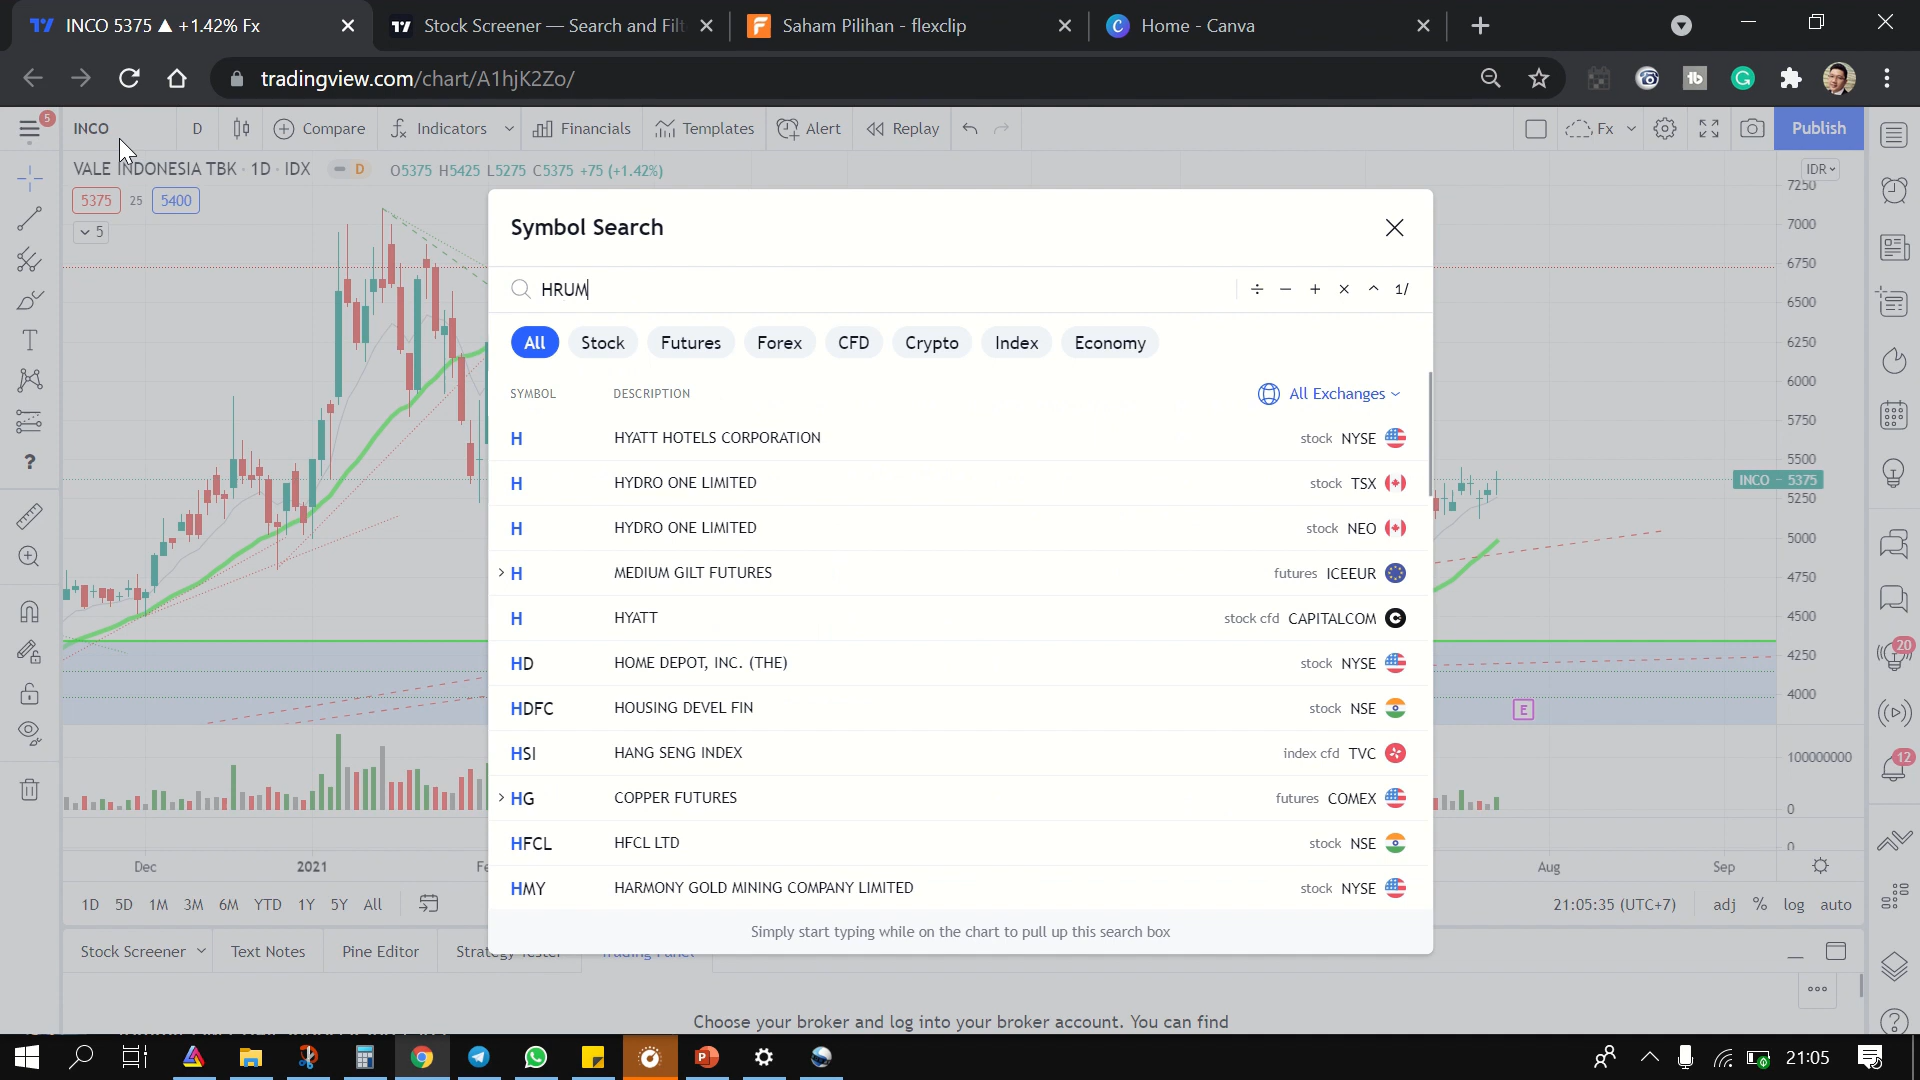 INCO 5375 ▲ +1.42% Fx
Stock Screener — Search and Filt
Saham Pilihan - flexclip
Home - Canva
tradingview.com/chart/A1hjK2Zo/
5
INCO
D
Compare
Indicators
Financials
Templates
Alert
Replay
Fx
Publish
VALE INDONESIA TBK · 1D · IDX
D
O5375 H5425 L5275 C5375 +75 (+1.42%)
IDR
5375
25
5400
5
7250
7000
6750
6500
6250
6000
5750
5500
INCO - 5375
5250
5000
4750
4500
4250
4000
100000000
0
0
E
Symbol Search
HRUM
÷ − + × ^ 1/
All
Stock
Futures
Forex
CFD
Crypto
Index
Economy
SYMBOL
DESCRIPTION
All Exchanges
H HYATT HOTELS CORPORATION stock NYSE
H HYDRO ONE LIMITED stock TSX
H HYDRO ONE LIMITED stock NEO
H MEDIUM GILT FUTURES futures ICEEUR
H HYATT stock cfd CAPITALCOM
HD HOME DEPOT, INC. (THE) stock NYSE
HDFC HOUSING DEVEL FIN stock NSE
HSI HANG SENG INDEX index cfd TVC
HG COPPER FUTURES futures COMEX
HFCL HFCL LTD stock NSE
HMY HARMONY GOLD MINING COMPANY LIMITED stock NYSE
Simply start typing while on the chart to pull up this search box
20
12
Dec
2021
Fe
Aug
Sep
1D 5D 1M 3M 6M YTD 1Y 5Y All
21:05:35 (UTC+7)
adj % log auto
Stock Screener
Text Notes
Pine Editor
Strategy Tester
Trading Panel
Choose your broker and log into your broker account. You can find
21:05